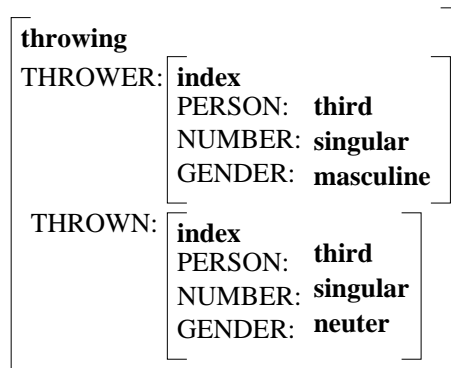 throwing
THROWER: index
PERSON: third
NUMBER: singular
GENDER: masculine
THROWN: index
PERSON: third
NUMBER: singular
GENDER: neuter